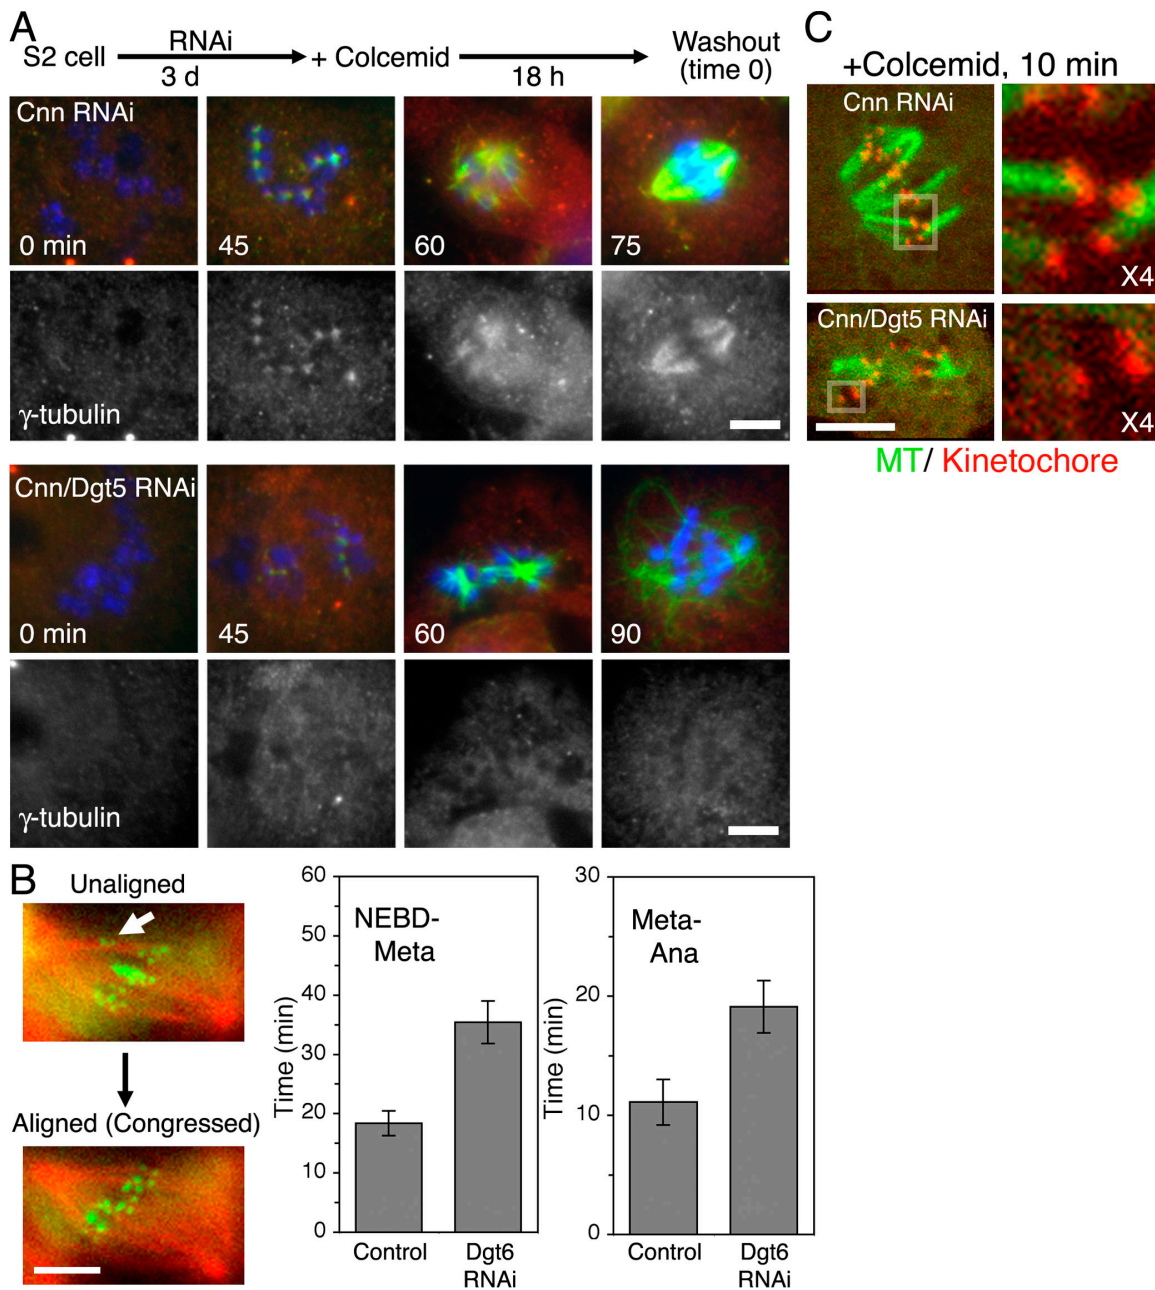 A
S2 cell
RNAi
3 d
+ Colcemid
18 h
Washout
(time 0)
Cnn RNAi
0 min
45
60
75
γ-tubulin
Cnn/Dgt5 RNAi
0 min
45
60
90
γ-tubulin
C
+Colcemid, 10 min
Cnn RNAi
X4
Cnn/Dgt5 RNAi
X4
MT/ Kinetochore
B
Unaligned
Aligned (Congressed)
60
50
40
30
20
10
0
Time (min)
NEBD-
Meta
Control
Dgt6
RNAi
30
20
10
0
Time (min)
Meta-
Ana
Control
Dgt6
RNAi